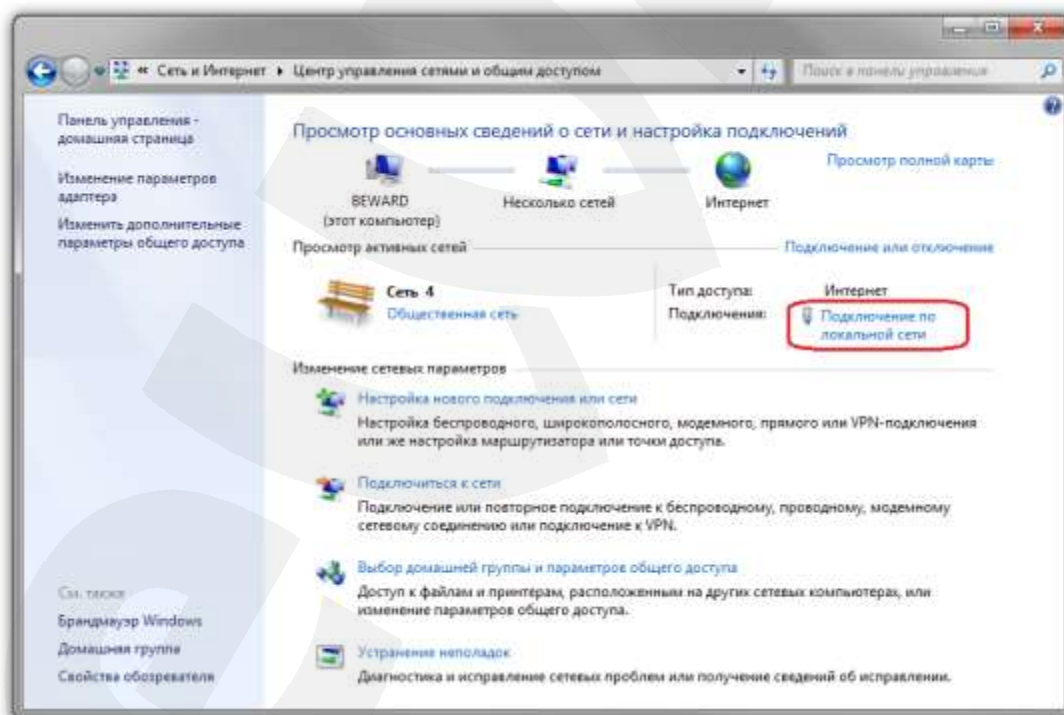 « Сеть и Интернет ▸ Центр управления сетями и общим доступом
Поиск в панели управления
Панель управления -
домашняя страница
Изменение параметров
адаптера
Изменить дополнительные
параметры общего доступа
См. также
Брандмауэр Windows
Домашняя группа
Свойства обозревателя
Просмотр основных сведений о сети и настройка подключений
Просмотр полной карты
BEWARD
(этот компьютер)
Несколько сетей
Интернет
Просмотр активных сетей
Подключение или отключение
Сеть 4
Общественная сеть
Тип доступа: Интернет
Подключения: Подключение по
локальной сети
Изменение сетевых параметров
Настройка нового подключения или сети
Настройка беспроводного, широкополосного, модемного, прямого или VPN-подключения
или же настройка маршрутизатора или точки доступа.
Подключиться к сети
Подключение или повторное подключение к беспроводному, проводному, модемному
сетевому соединению или подключение к VPN.
Выбор домашней группы и параметров общего доступа
Доступ к файлам и принтерам, расположенным на других сетевых компьютерах, или
изменение параметров общего доступа.
Устранение неполадок
Диагностика и исправление сетевых проблем или получение сведений об исправлении.